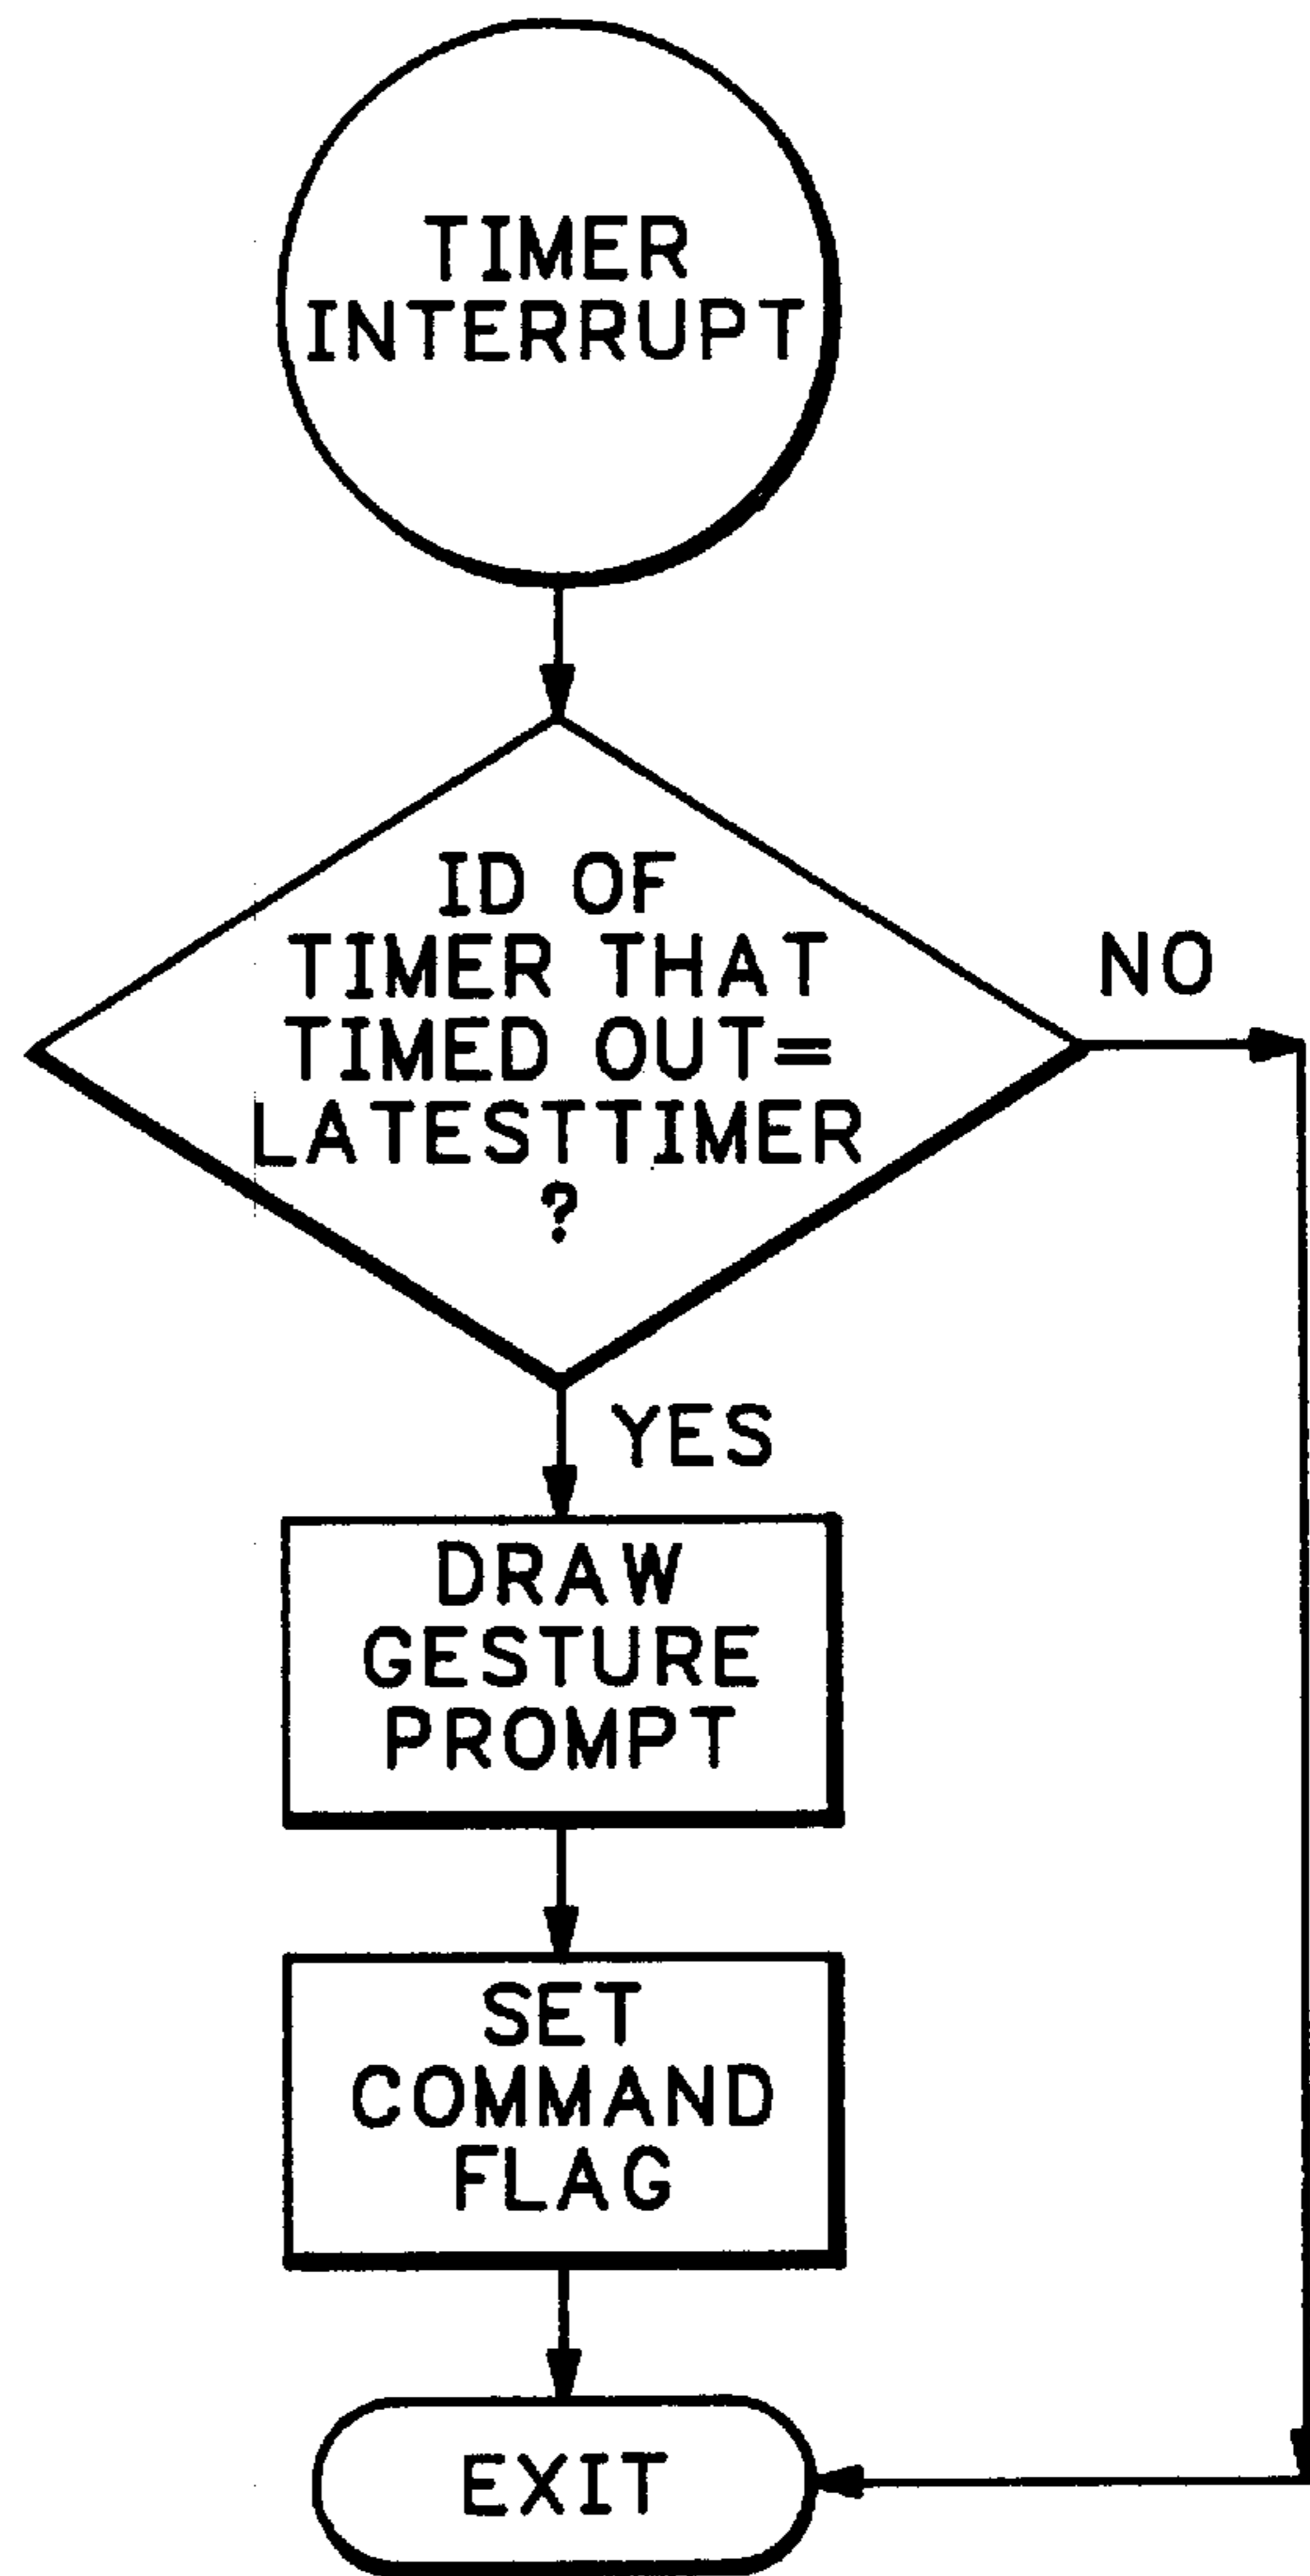 TIMER
INTERRUPT
ID OF
TIMER THAT
TIMED OUT=
LATESTTIMER
?
NO
YES
DRAW
GESTURE
PROMPT
SET
COMMAND
FLAG
EXIT